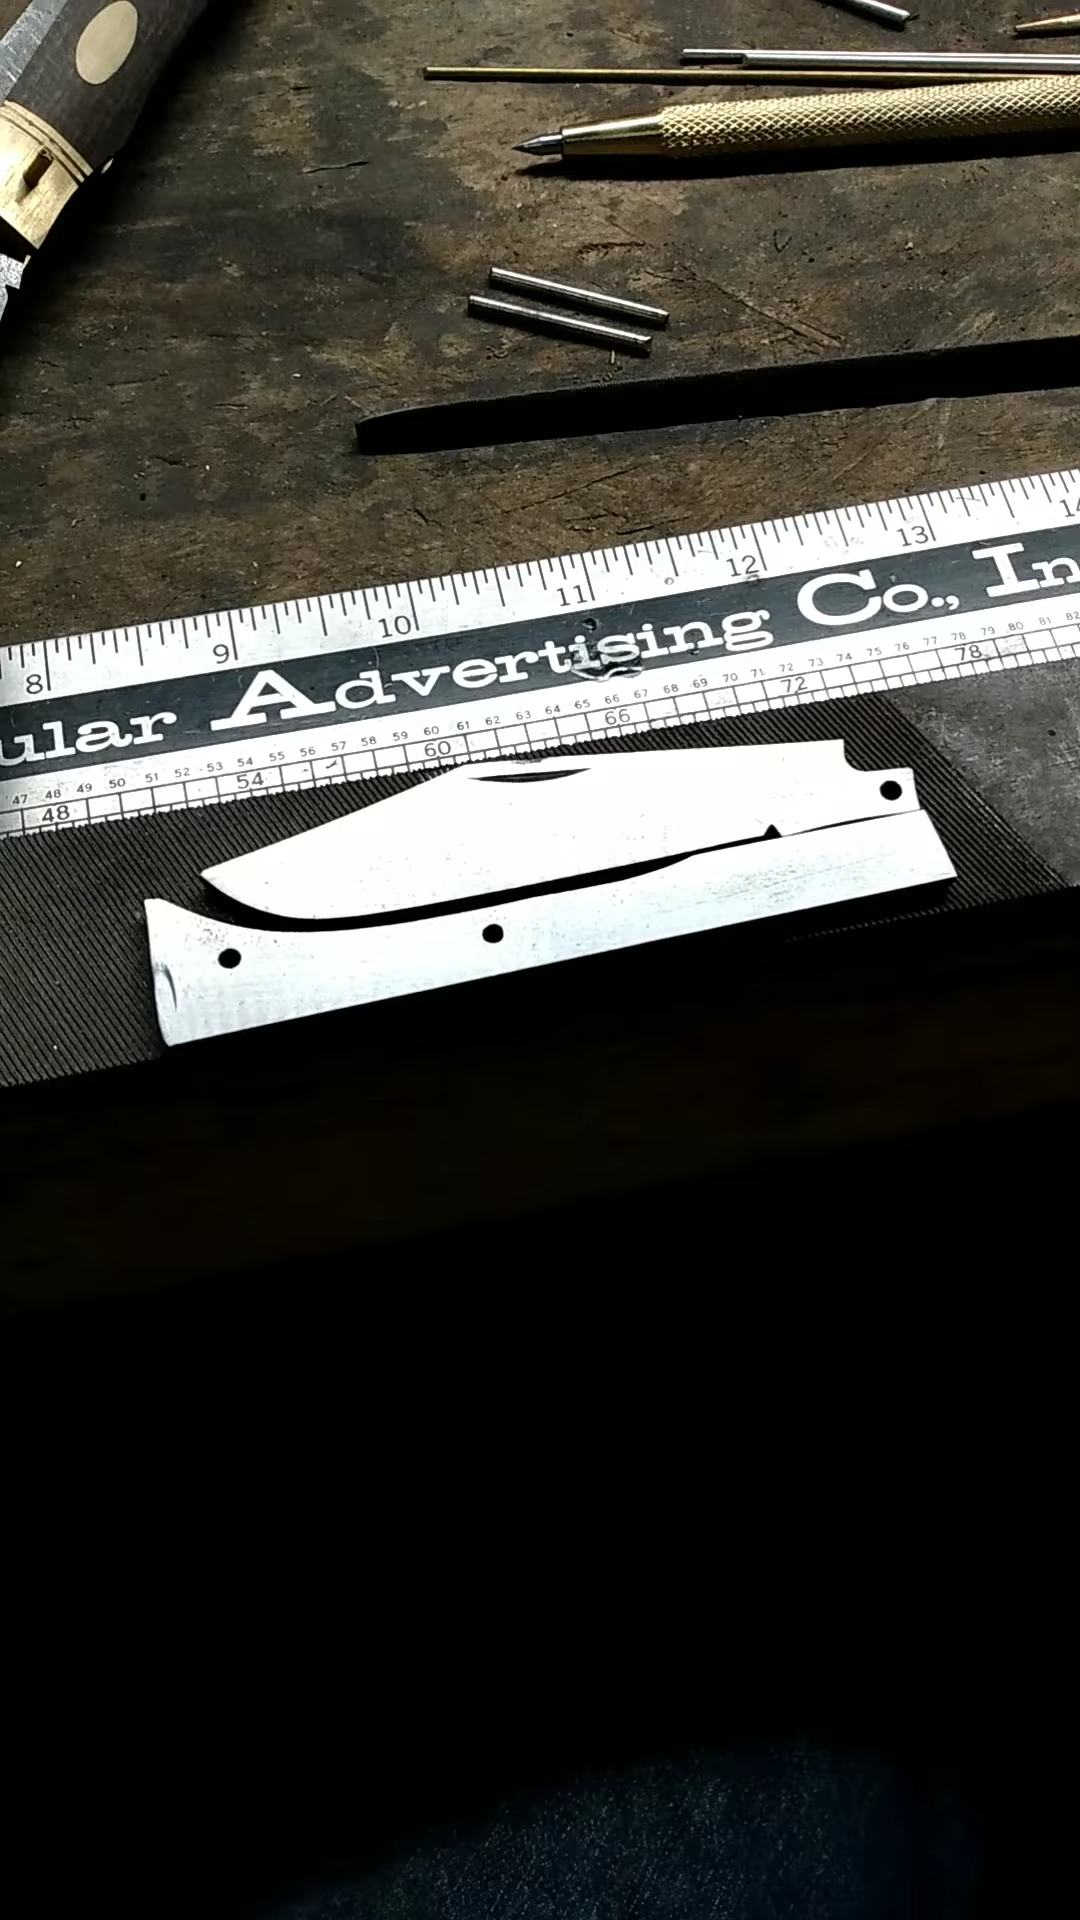 8 9 10 11 12 13
ular Advertising Co., In
47 48 49 50 51 52 53 54 55 56 57 58 59 60 61 62 63 64 65 66 67 68 69 70 71 72 73 74 75 76 77 78 79 80 81 82
48 54 60 66 72 78